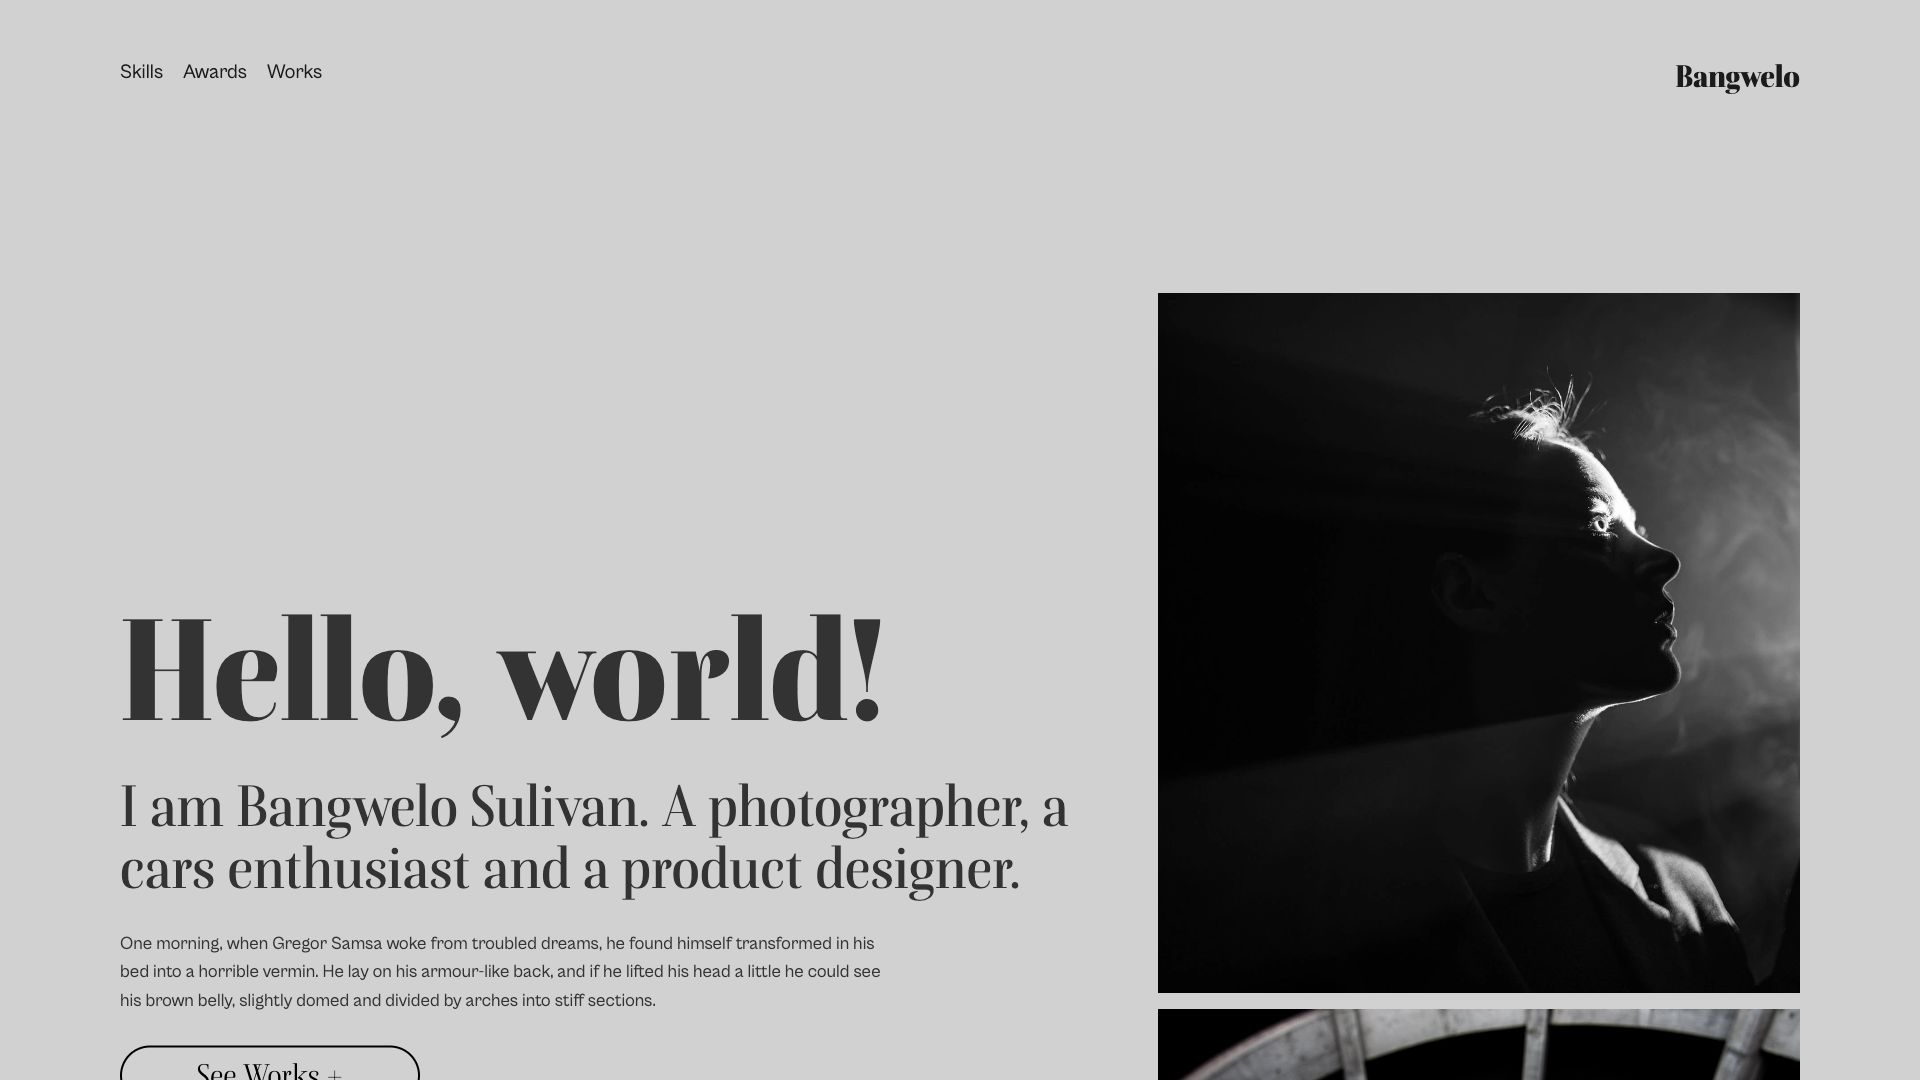 Skills Awards Works
Bangwelo
Hello, world!
I am Bangwelo Sulivan. A photographer, a
cars enthusiast and a product designer.
One morning, when Gregor Samsa woke from troubled dreams, he found himself transformed in his
bed into a horrible vermin. He lay on his armour-like back, and if he lifted his head a little he could see
his brown belly, slightly domed and divided by arches into stiff sections.
See Works +